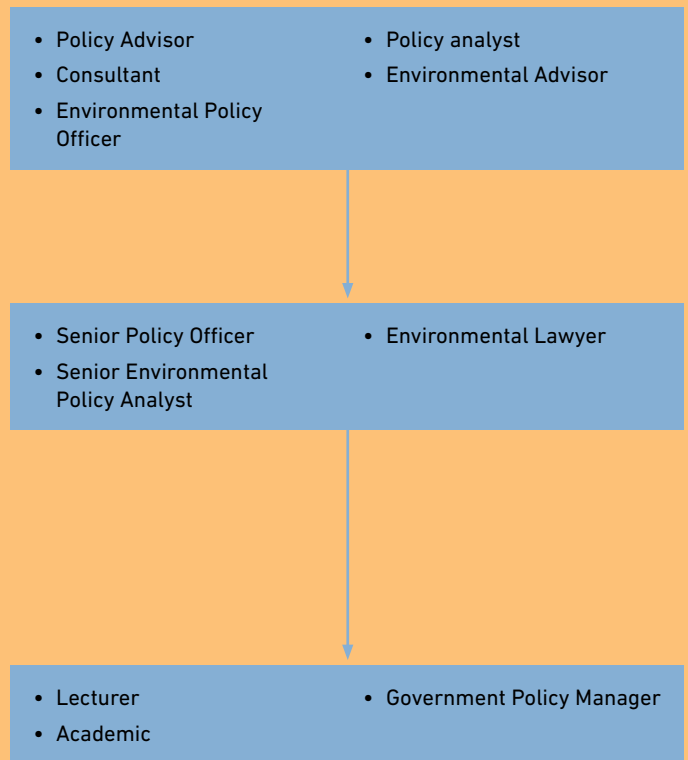 • Policy Advisor
• Consultant
• Environmental Policy
Officer
• Policy analyst
• Environmental Advisor
• Senior Policy Officer
• Senior Environmental
Policy Analyst
• Environmental Lawyer
• Lecturer
• Academic
• Government Policy Manager